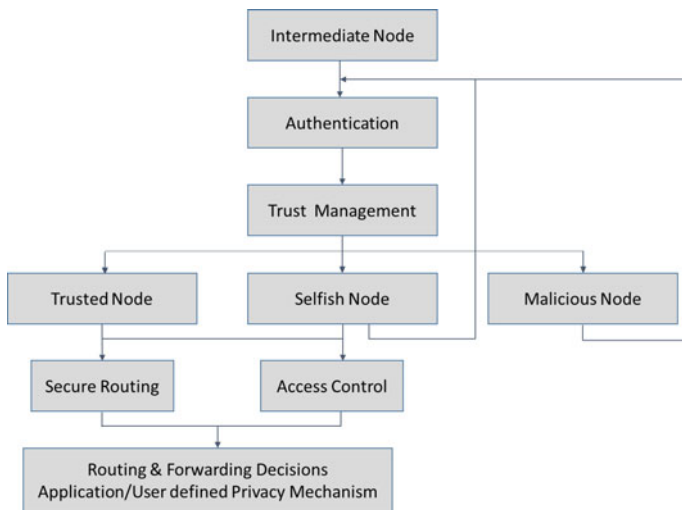 Intermediate Node
Authentication
Trust Management
Trusted Node
Selfish Node
Malicious Node
Secure Routing
Access Control
Routing & Forwarding Decisions
Application/User defined Privacy Mechanism